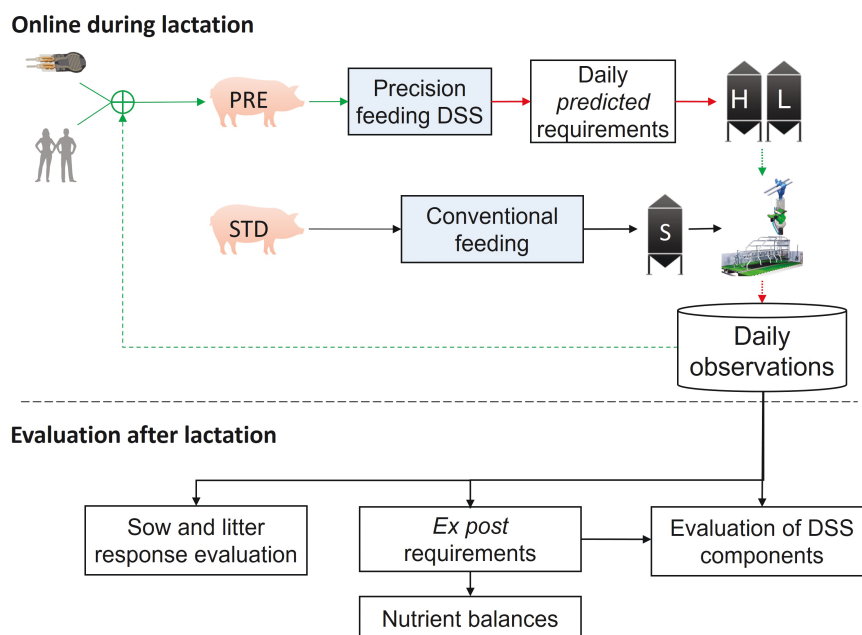 Online during lactation
PRE
Precision
feeding DSS
Daily
predicted
requirements
H
L
STD
Conventional
feeding
S
Daily
observations
Evaluation after lactation
Sow and litter
response evaluation
Ex post
requirements
Evaluation of DSS
components
Nutrient balances